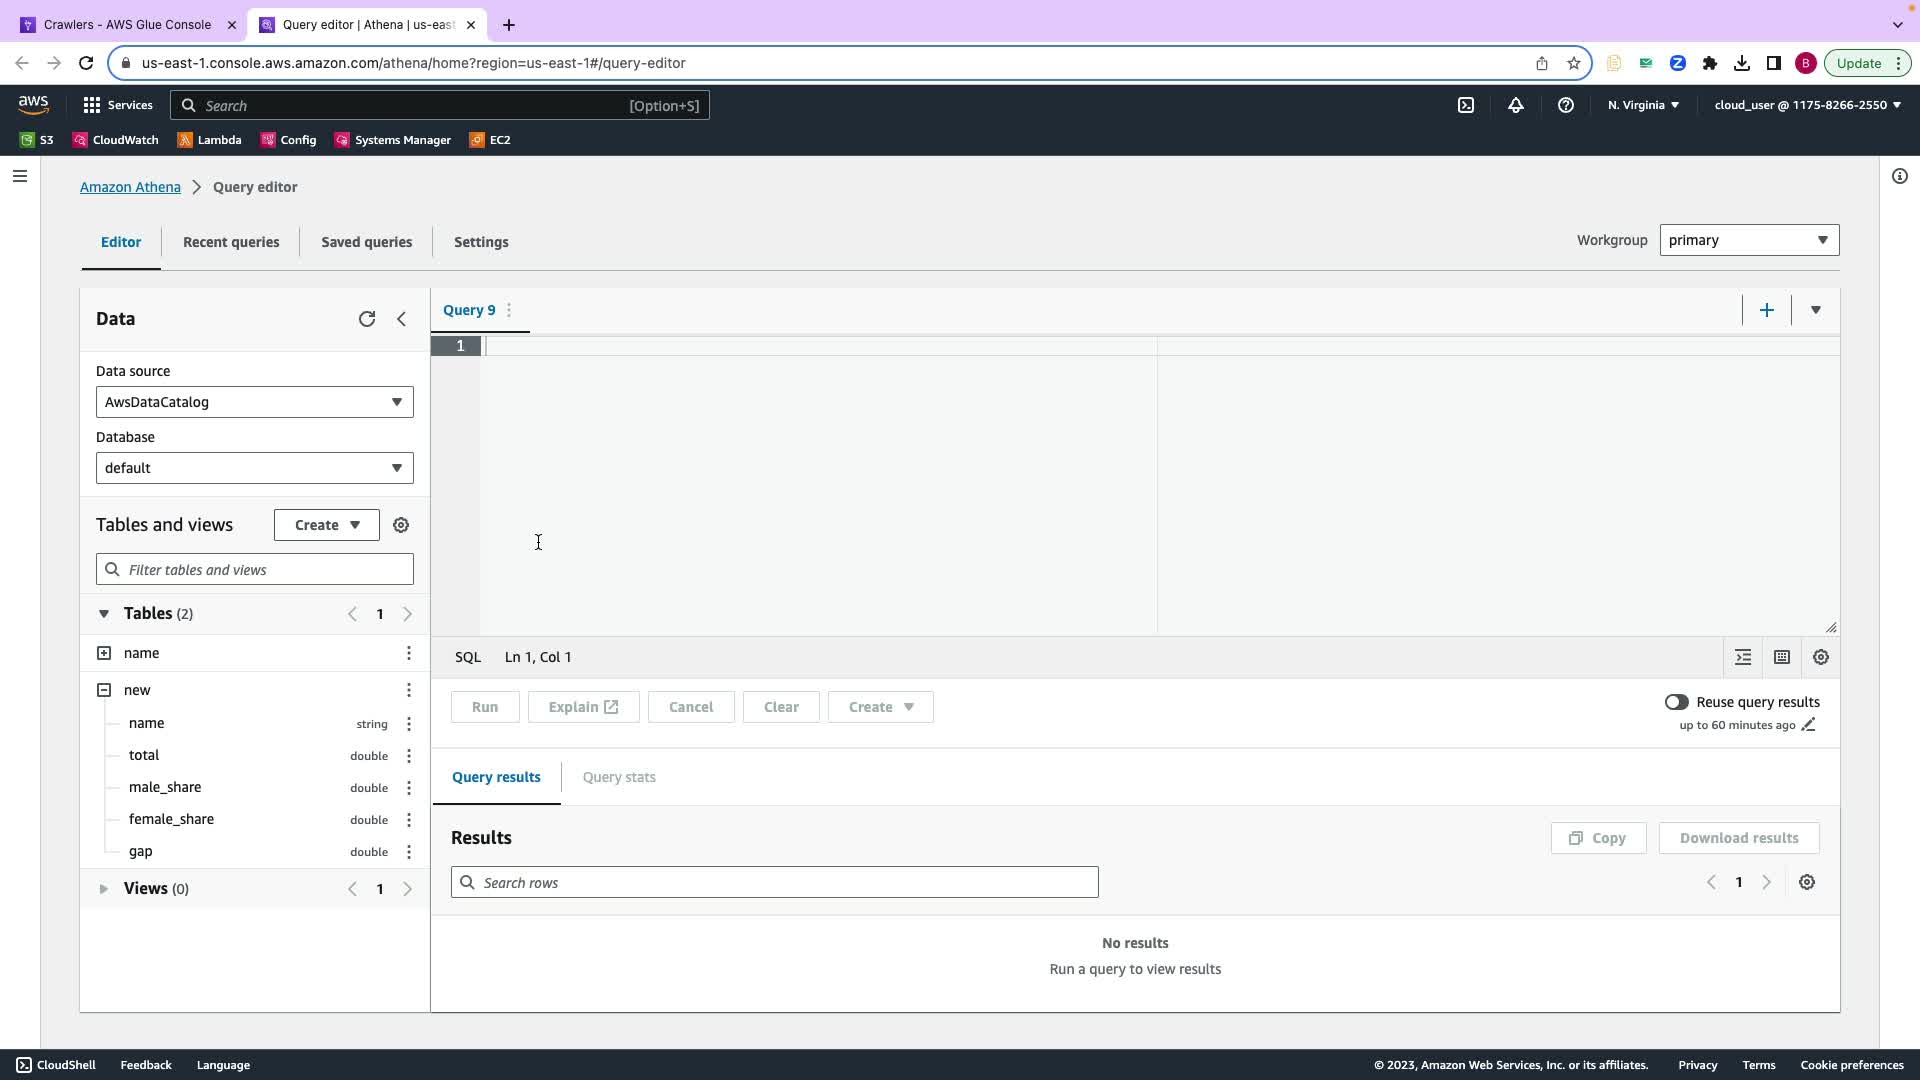 Crawlers - AWS Glue Console
Query editor | Athena | us-east
us-east-1.console.aws.amazon.com/athena/home?region=us-east-1#/query-editor
Z
B
Update
aws
Services
Search
[Option+S]
N. Virginia
cloud_user @ 1175-8266-2550
S3
CloudWatch
Lambda
Config
Systems Manager
EC2
Amazon Athena
Query editor
Editor
Recent queries
Saved queries
Settings
Workgroup
primary
Data
Data source
AwsDataCatalog
Database
default
Tables and views
Create
Filter tables and views
Tables (2)
1
name
new
name string
total double
male_share double
female_share double
gap double
Views (0)
1
Query 9
1
SQL
Ln 1, Col 1
Run
Explain
Cancel
Clear
Create
Reuse query results
up to 60 minutes ago
Query results
Query stats
Results
Copy
Download results
Search rows
1
No results
Run a query to view results
CloudShell
Feedback
Language
© 2023, Amazon Web Services, Inc. or its affiliates.
Privacy
Terms
Cookie preferences